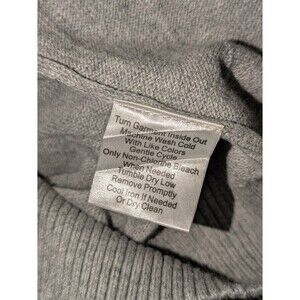 Turn Garment Inside Out
Machine Wash Cold
With Like Colors
Gentle Cycle
Only Non-Chlorine Bleach
When Needed
Tumble Dry Low
Remove Promptly
Cool Iron If Needed
Or Dry Clean